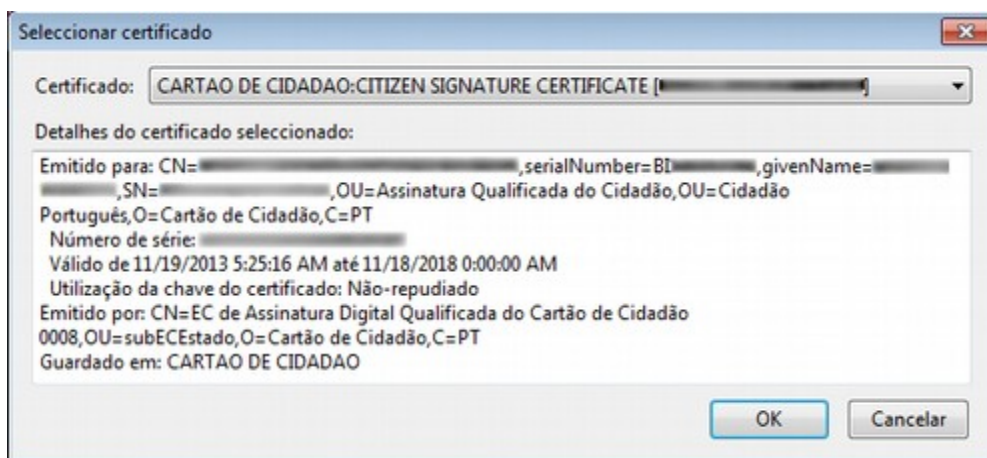 Seleccionar certificado
Certificado: CARTAO DE CIDADAO:CITIZEN SIGNATURE CERTIFICATE [ ]
Detalhes do certificado seleccionado:
Emitido para: CN= ,serialNumber=BI ,givenName=
,SN= ,OU=Assinatura Qualificada do Cidadão,OU=Cidadão
Português,O=Cartão de Cidadão,C=PT
Número de série:
Válido de 11/19/2013 5:25:16 AM até 11/18/2018 0:00:00 AM
Utilização da chave do certificado: Não-repudiado
Emitido por: CN=EC de Assinatura Digital Qualificada do Cartão de Cidadão
0008,OU=subECEstado,O=Cartão de Cidadão,C=PT
Guardado em: CARTAO DE CIDADAO
OK Cancelar